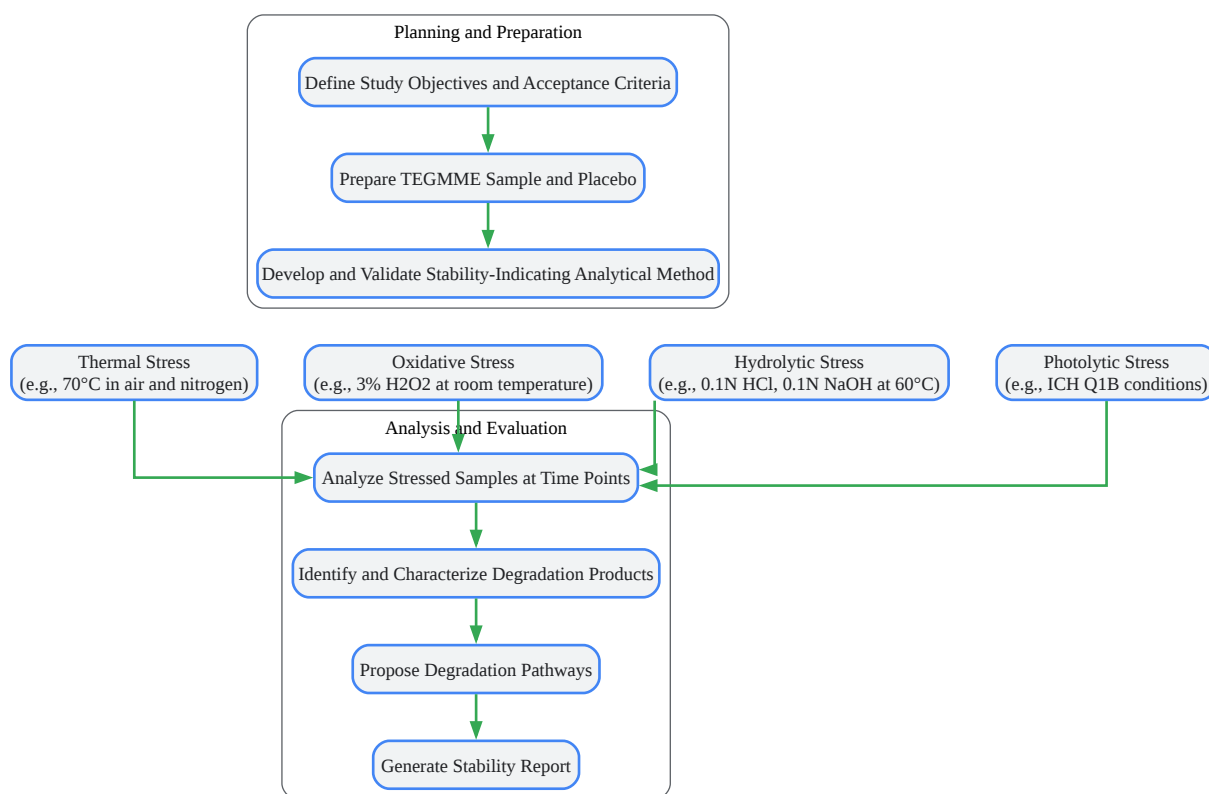 Planning and Preparation
Define Study Objectives and Acceptance Criteria
Prepare TEGMME Sample and Placebo
Develop and Validate Stability-Indicating Analytical Method
Thermal Stress
(e.g., 70°C in air and nitrogen)
Oxidative Stress
(e.g., 3% H2O2 at room temperature)
Hydrolytic Stress
(e.g., 0.1N HCl, 0.1N NaOH at 60°C)
Photolytic Stress
(e.g., ICH Q1B conditions)
Analysis and Evaluation
Analyze Stressed Samples at Time Points
Identify and Characterize Degradation Products
Propose Degradation Pathways
Generate Stability Report